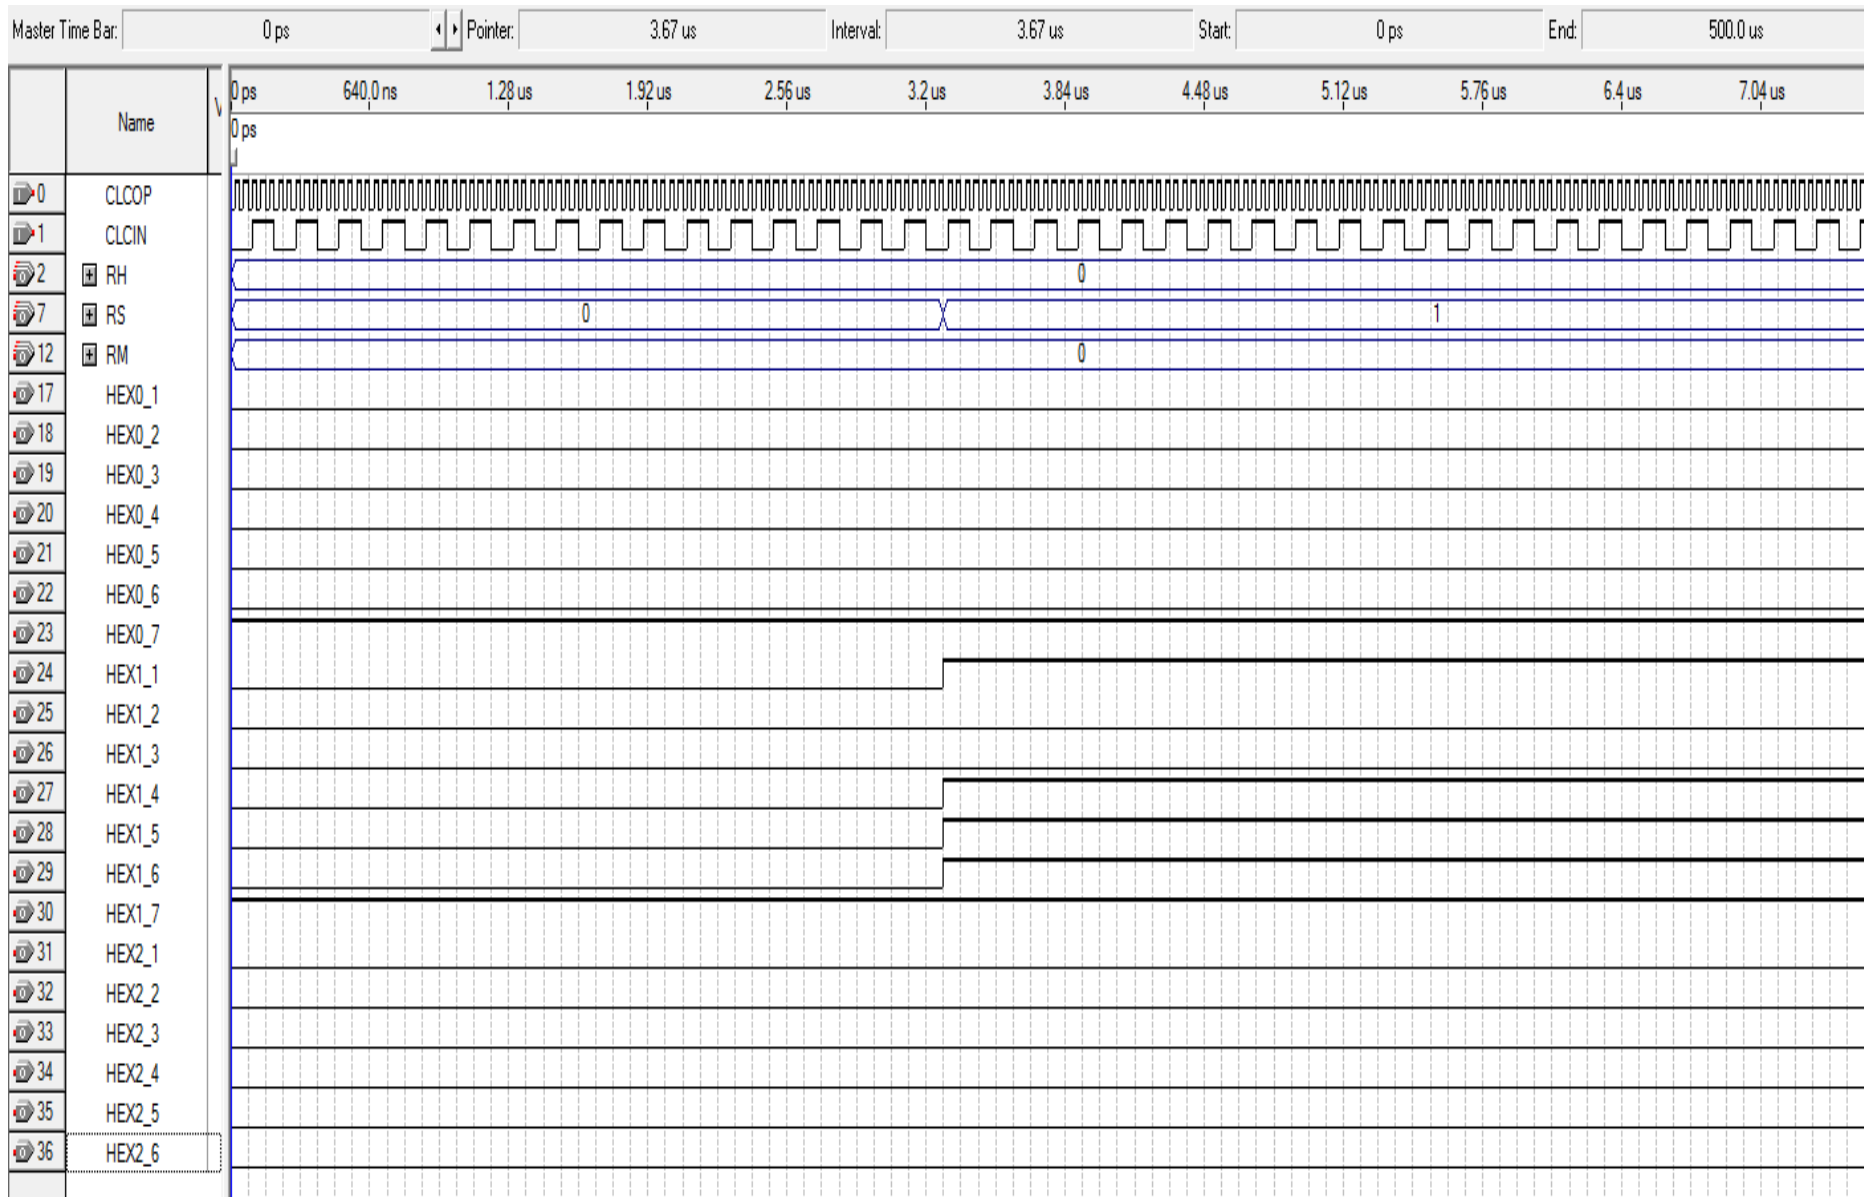 Master Time Bar: 0 ps Pointer: 3.67 us Interval: 3.67 us Start: 0 ps End: 500.0 us
Name 0 ps 640.0 ns 1.28 us 1.92 us 2.56 us 3.2 us 3.84 us 4.48 us 5.12 us 5.76 us 6.4 us 7.04 us
0 ps
0 CLCOP
1 CLCIN
2 RH 0
7 RS 0 1
12 RM 0
17 HEX0_1
18 HEX0_2
19 HEX0_3
20 HEX0_4
21 HEX0_5
22 HEX0_6
23 HEX0_7
24 HEX1_1
25 HEX1_2
26 HEX1_3
27 HEX1_4
28 HEX1_5
29 HEX1_6
30 HEX1_7
31 HEX2_1
32 HEX2_2
33 HEX2_3
34 HEX2_4
35 HEX2_5
36 HEX2_6